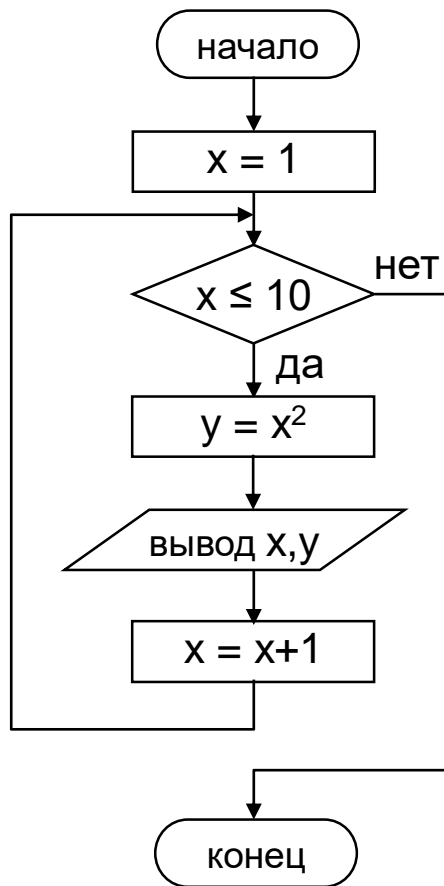 начало
x = 1
x ≤ 10
нет
да
y = x²
вывод x,y
x = x+1
конец